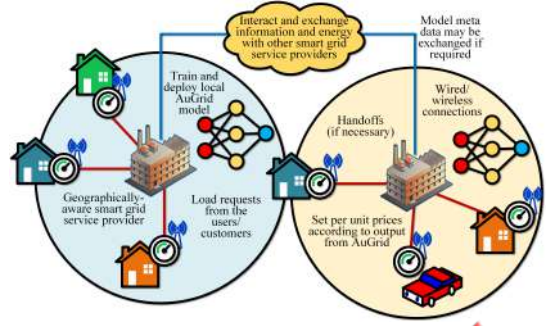 Interact and exchange
information and energy
with other smart grid
service providers
Model meta
data may be
exchanged if
required
Train and
deploy local
AuGrid
model
Geographically-
aware smart grid
service provider
Load requests
from the
users/
customers
Wired/
wireless
connections
Handoffs
(if necessary)
Set per unit prices
according to output
from AuGrid